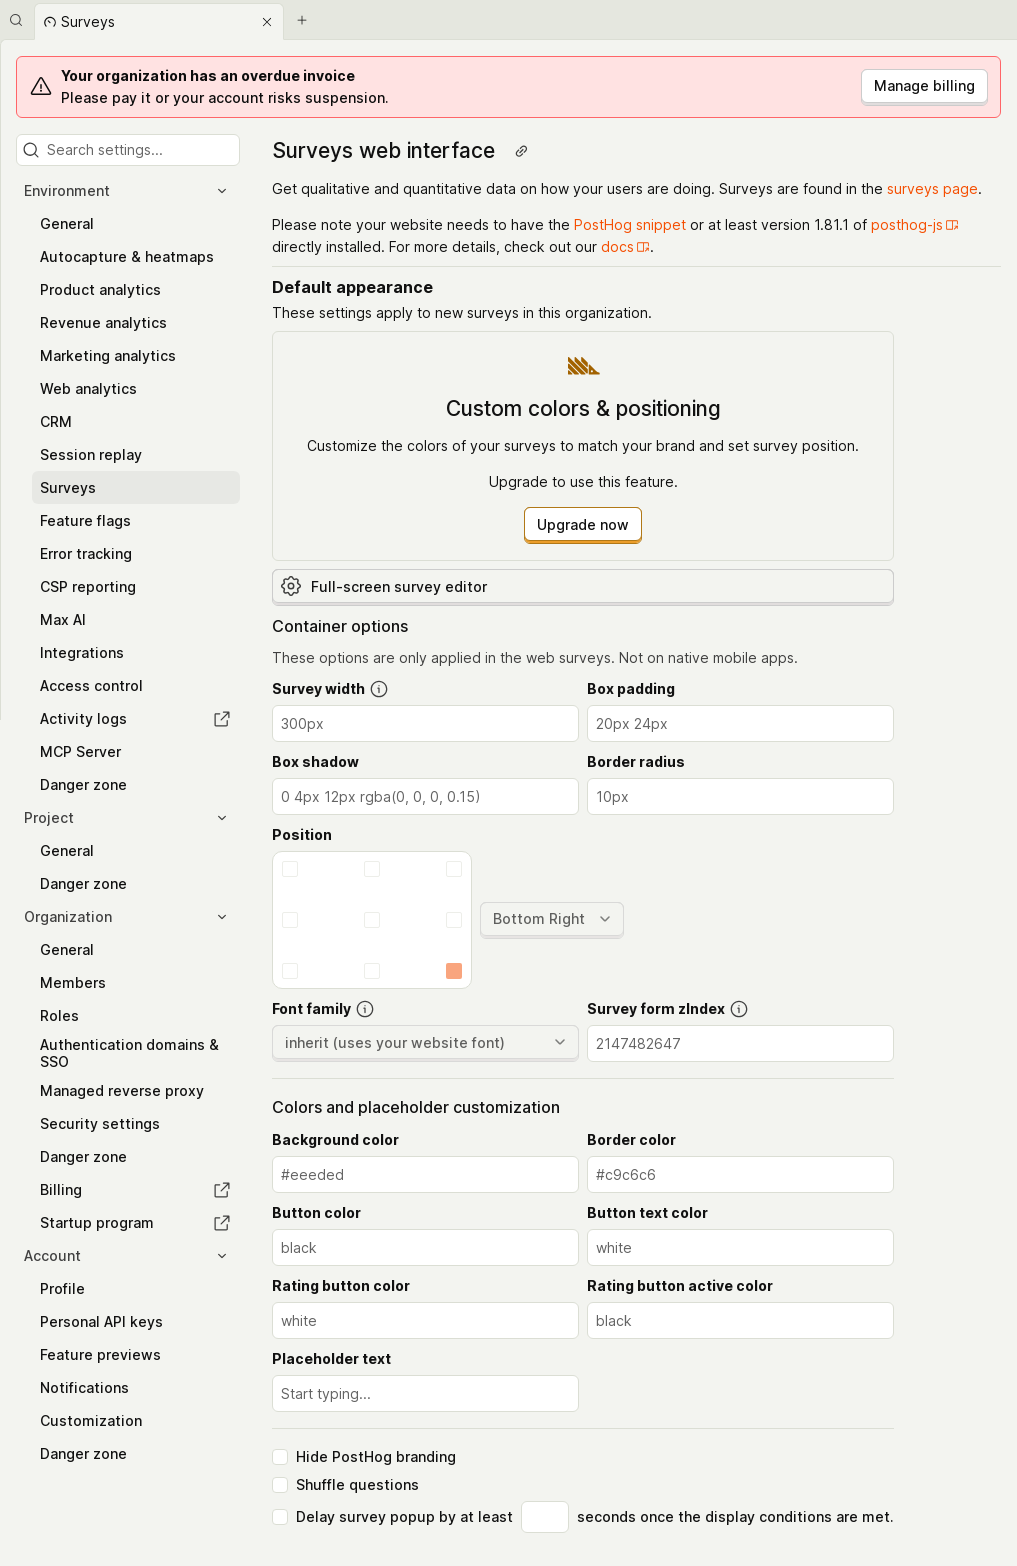 Surveys
Your organization has an overdue invoice
Please pay it or your account risks suspension.
Manage billing
Search settings...
Environment
General
Autocapture & heatmaps
Product analytics
Revenue analytics
Marketing analytics
Web analytics
CRM
Session replay
Surveys
Feature flags
Error tracking
CSP reporting
Max AI
Integrations
Access control
Activity logs
MCP Server
Danger zone
Project
General
Danger zone
Organization
General
Members
Roles
Authentication domains &
SSO
Managed reverse proxy
Security settings
Danger zone
Billing
Startup program
Account
Profile
Personal API keys
Feature previews
Notifications
Customization
Danger zone
Surveys web interface
Get qualitative and quantitative data on how your users are doing. Surveys are found in the surveys page.
Please note your website needs to have the PostHog snippet or at least version 1.81.1 of posthog-js
directly installed. For more details, check out our docs.
Default appearance
These settings apply to new surveys in this organization.
Custom colors & positioning
Customize the colors of your surveys to match your brand and set survey position.
Upgrade to use this feature.
Upgrade now
Full-screen survey editor
Container options
These options are only applied in the web surveys. Not on native mobile apps.
Survey width
300px
Box padding
20px 24px
Box shadow
0 4px 12px rgba(0, 0, 0, 0.15)
Border radius
10px
Position
Bottom Right
Font family
inherit (uses your website font)
Survey form zIndex
2147482647
Colors and placeholder customization
Background color
#eeeded
Border color
#c9c6c6
Button color
black
Button text color
white
Rating button color
white
Rating button active color
black
Placeholder text
Start typing...
Hide PostHog branding
Shuffle questions
Delay survey popup by at least seconds once the display conditions are met.